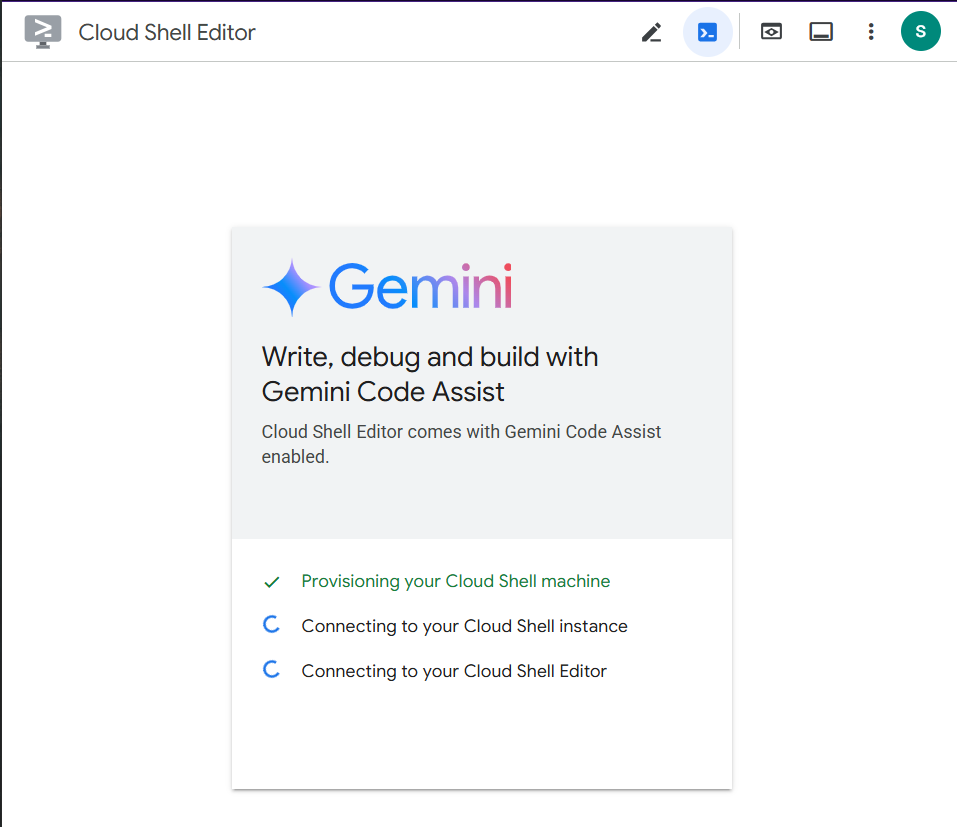 Cloud Shell Editor
S
Gemini
Write, debug and build with
Gemini Code Assist
Cloud Shell Editor comes with Gemini Code Assist
enabled.
Provisioning your Cloud Shell machine
Connecting to your Cloud Shell instance
Connecting to your Cloud Shell Editor